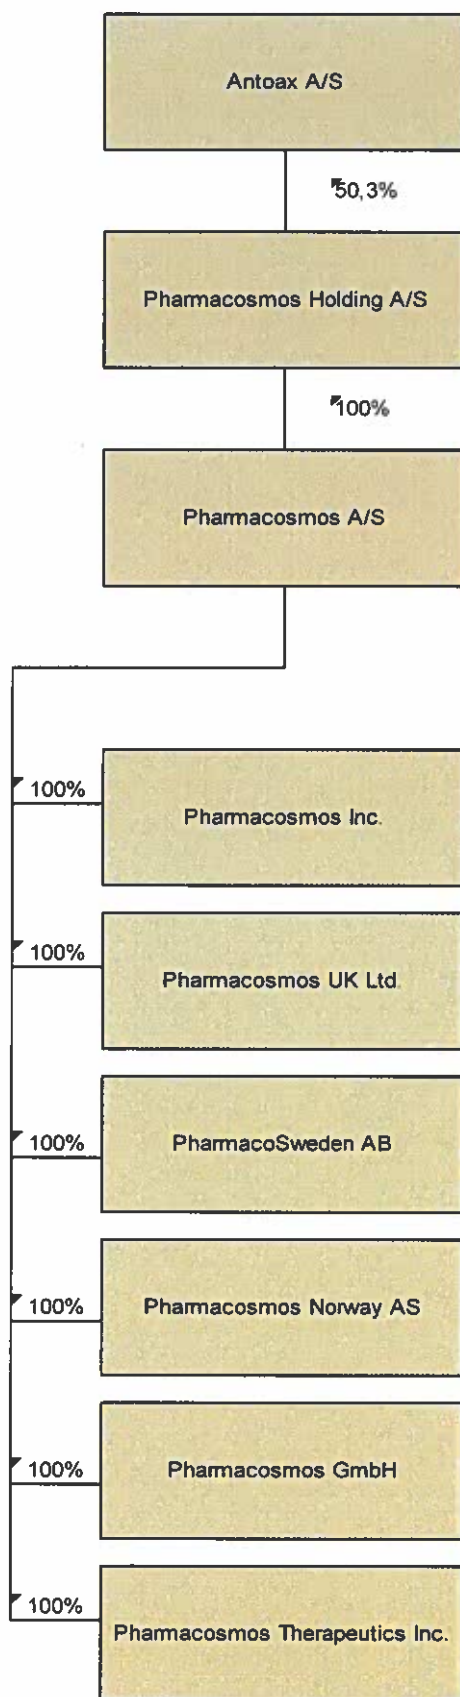 Antoax A/S
50,3%
Pharmacosmos Holding A/S
100%
Pharmacosmos A/S
100%
Pharmacosmos Inc.
100%
Pharmacosmos UK Ltd.
100%
PharmacoSweden AB
100%
Pharmacosmos Norway AS
100%
Pharmacosmos GmbH
100%
Pharmacosmos Therapeutics Inc.